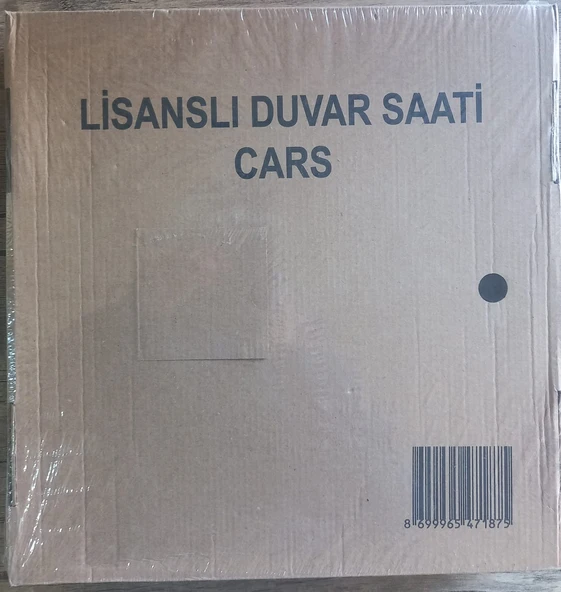 LİSANSLI DUVAR SAATİ
CARS
8 699965 471875